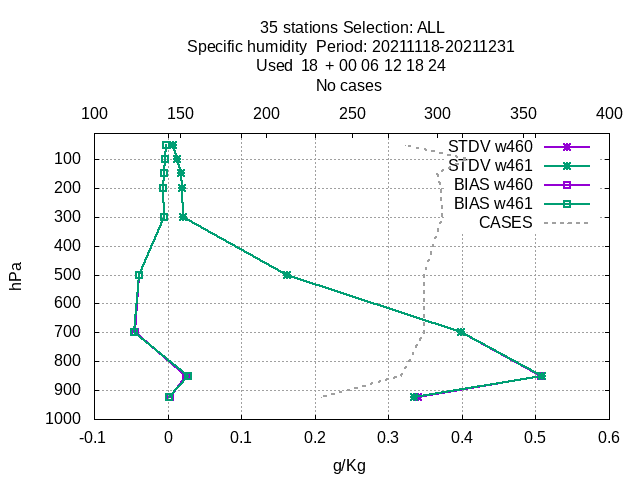 35 stations Selection: ALL
Specific humidity  Period: 20211118-20211231
Used  18  + 00 06 12 18 24
No cases
100 150 200 250 300 350 400
STDV w460
STDV w461
BIAS w460
BIAS w461
CASES
100
200
300
400
500
600
700
800
900
1000
hPa
-0.1 0 0.1 0.2 0.3 0.4 0.5 0.6
g/Kg